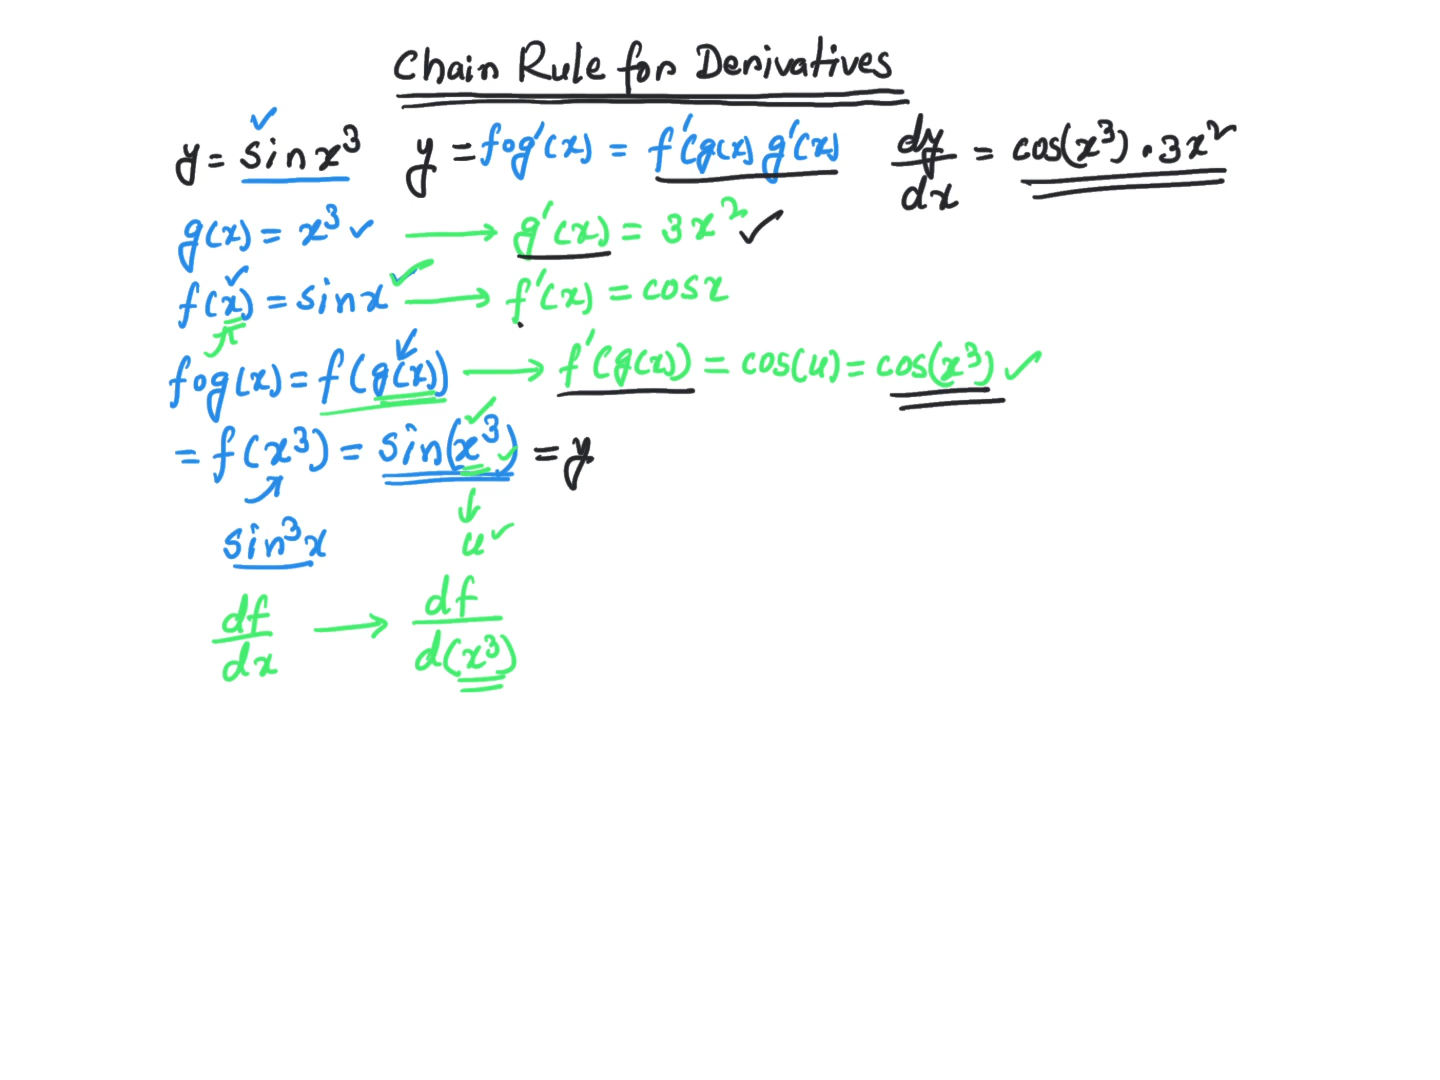 Chain Rule for Derivatives
y = sin x³ y = fog'(x) = f'(g(x) g'(x) dy/dx = cos(x³) · 3x²
g(x) = x³ ✓ → g'(x) = 3x² ✓
f(x) = sin x ✓ → f'(x) = cos x
fog(x) = f(g(x)) → f'(g(x)) = cos(u) = cos(x³) ✓
= f(x³) = sin(x³) = y
↓
sin³x u ✓
df/dx → df/d(x³)